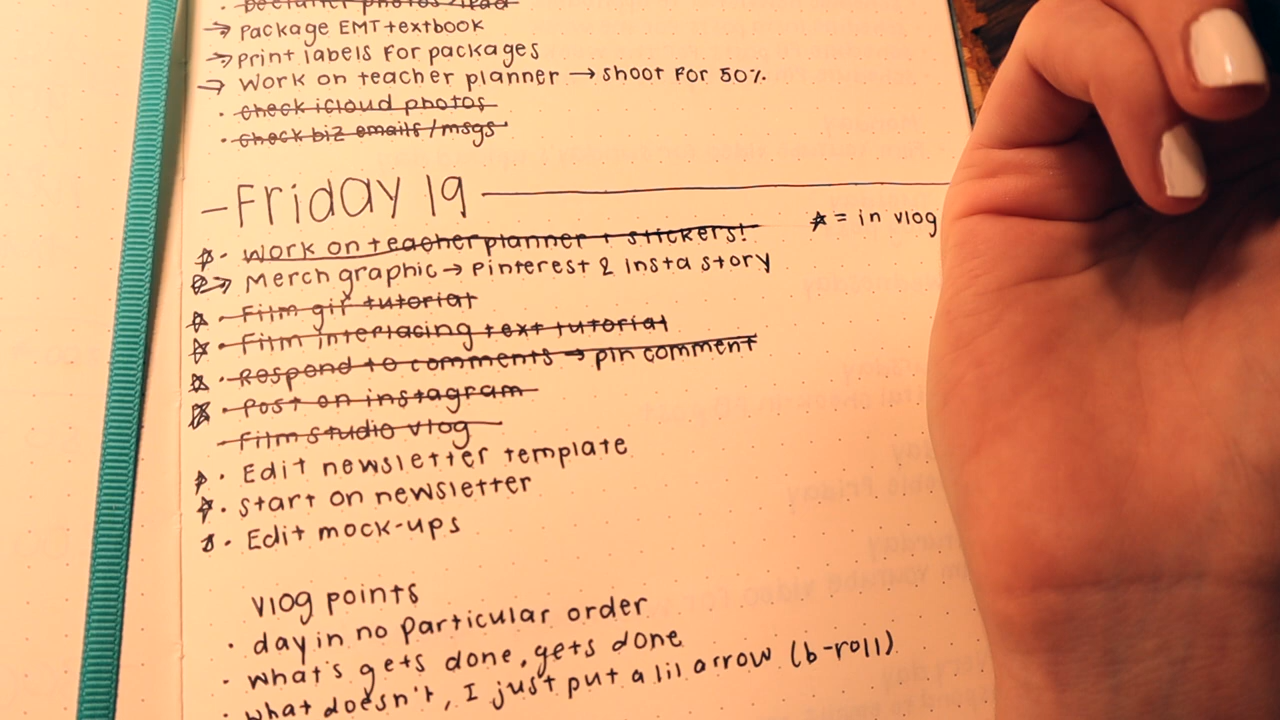 • Declutter photos
→ Package EMT + textbook
→ Print labels for packages
→ Work on teacher planner → shoot for 50%.
• Check icloud photos
• Check biz emails/msgs
- Friday 19
☆ = in vlog
☆ • Work on teacher planner + stickers!
☆ → Merch graphic → Pinterest & Insta story
☆ • Film gif tutorial
☆ • Film interlacing text tutorial
☆ • Respond to comments → pin comment
☆ • Post on instagram
- Film studio vlog
☆ • Edit newsletter template
☆ • Start on newsletter
☆ • Edit mock-ups
Vlog points
• day in no particular order
• what's gets done, gets done
• what doesn't, I just put a lil arrow (b-roll)